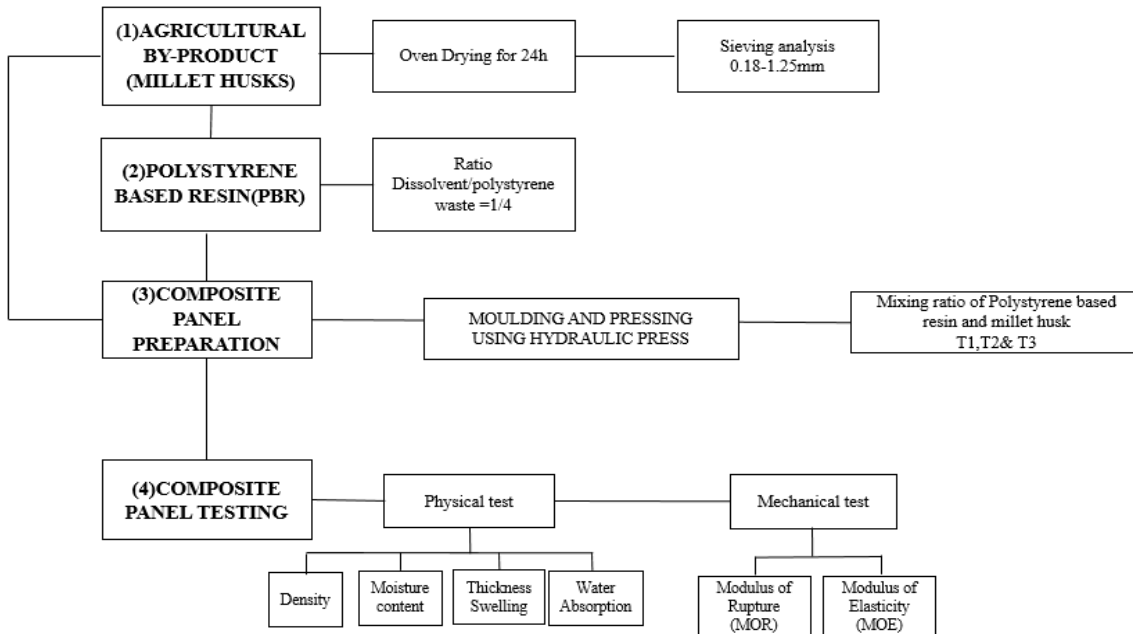 (1)AGRICULTURAL
BY-PRODUCT
(MILLET HUSKS)
Oven Drying for 24h
Sieving analysis
0.18-1.25mm
(2)POLYSTYRENE
BASED RESIN(PBR)
Ratio
Dissolvent/polystyrene
waste =1/4
(3)COMPOSITE
PANEL
PREPARATION
MOULDING AND PRESSING
USING HYDRAULIC PRESS
Mixing ratio of Polystyrene based
resin and millet husk
T1,T2& T3
(4)COMPOSITE
PANEL TESTING
Physical test
Mechanical test
Density
Moisture
content
Thickness
Swelling
Water
Absorption
Modulus of
Rupture
(MOR)
Modulus of
Elasticity
(MOE)